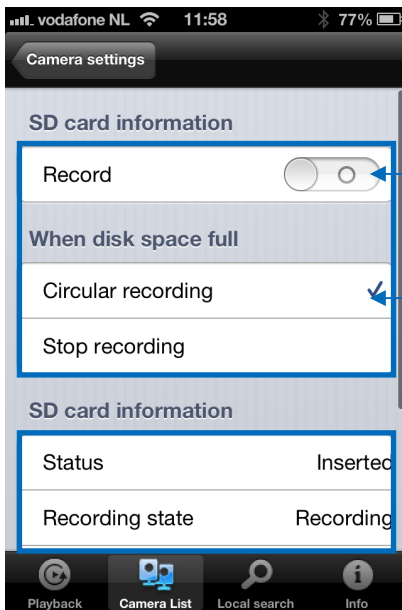 vodafone NL 11:58 77%
Camera settings
SD card information
Record
When disk space full
Circular recording
Stop recording
SD card information
Status Inserted
Recording state Recording
Playback Camera List Local search Info